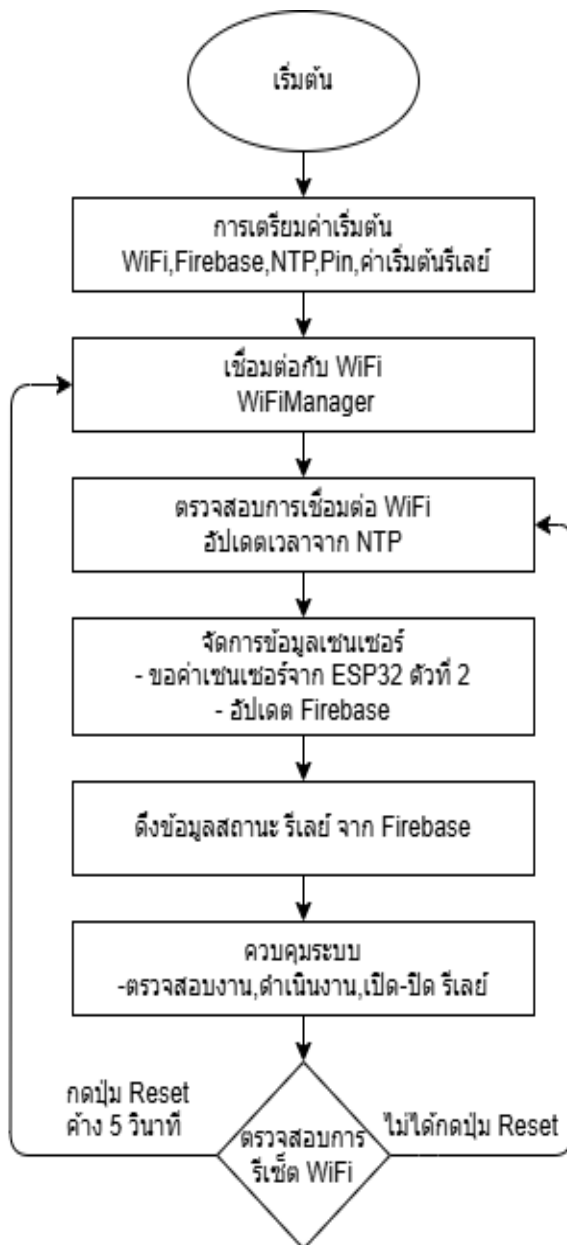 เริ่มต้น
การเตรียมค่าเริ่มต้น
WiFi,Firebase,NTP,Pin,ค่าเริ่มต้นรีเลย์
เชื่อมต่อกับ WiFi
WiFiManager
ตรวจสอบการเชื่อมต่อ WiFi
อัปเดตเวลาจาก NTP
จัดการข้อมูลเซนเซอร์
- ขอค่าเซนเซอร์จาก ESP32 ตัวที่ 2
- อัปเดต Firebase
ดึงข้อมูลสถานะ รีเลย์ จาก Firebase
ควบคุมระบบ
-ตรวจสอบงาน,ดำเนินงาน,เปิด-ปิด รีเลย์
กดปุ่ม Reset
ค้าง 5 วินาที
ตรวจสอบการ
รีเซ็ต WiFi
ไม่ได้กดปุ่ม Reset